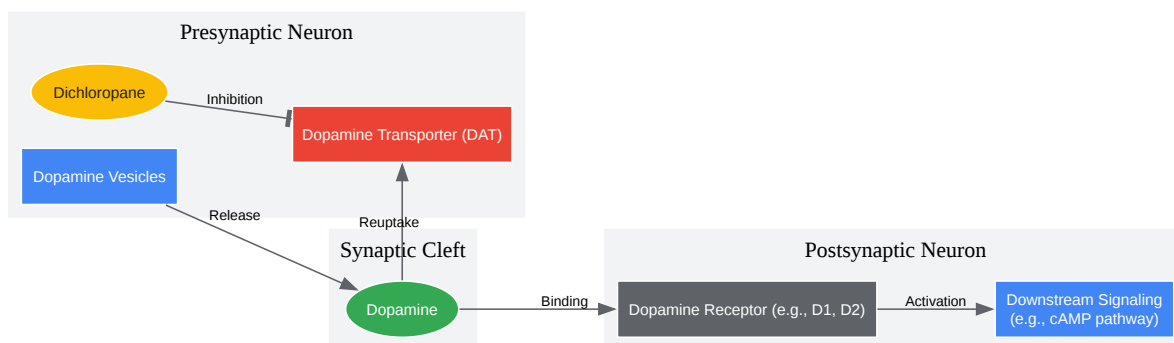 Presynaptic Neuron
Dichloropane
Inhibition
Dopamine Transporter (DAT)
Dopamine Vesicles
Release
Reuptake
Synaptic Cleft
Dopamine
Binding
Postsynaptic Neuron
Dopamine Receptor (e.g., D1, D2)
Activation
Downstream Signaling
(e.g., cAMP pathway)